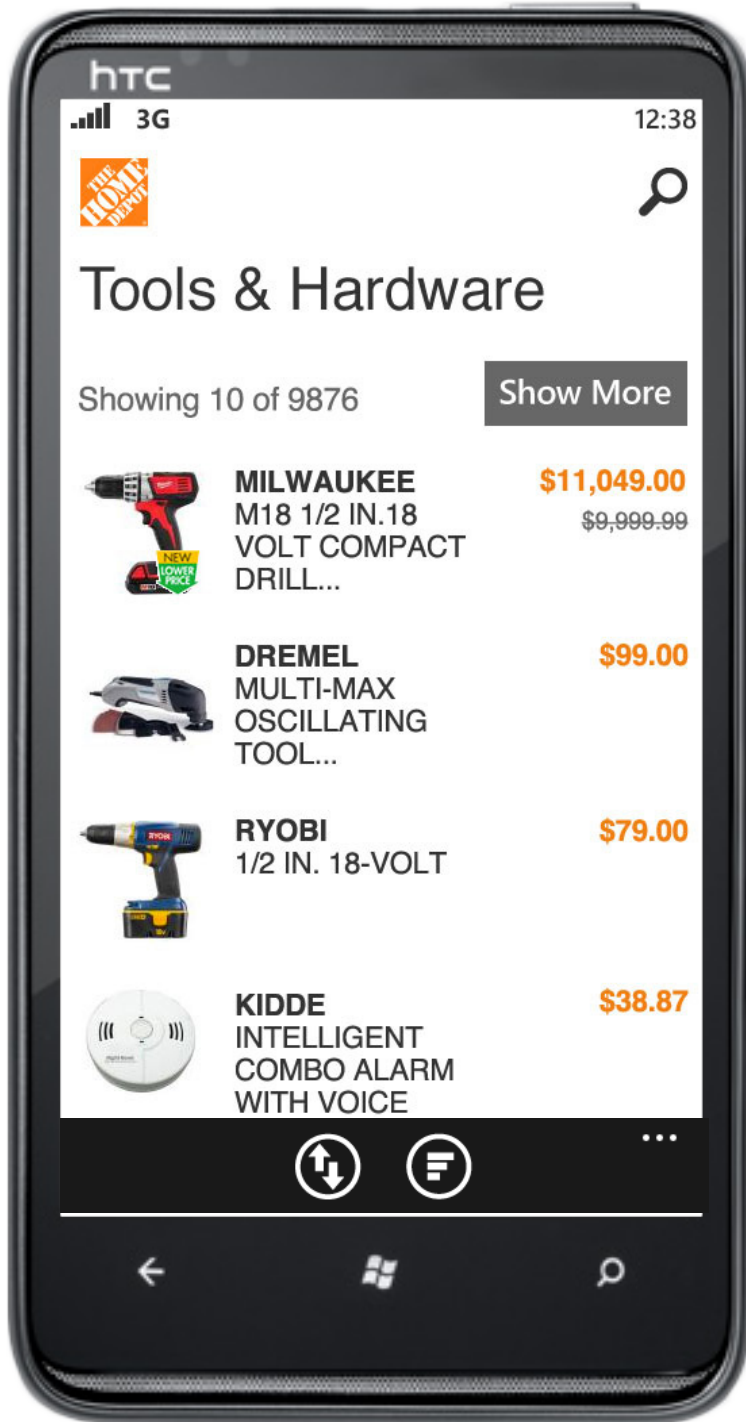 hTC
3G
12:38
THE
HOME
DEPOT
Tools & Hardware
Showing 10 of 9876
Show More
MILWAUKEE
$11,049.00
M18 1/2 IN.18
$9,999.99
VOLT COMPACT
DRILL...
NEW
LOWER
PRICE
DREMEL
$99.00
MULTI-MAX
OSCILLATING
TOOL...
RYOBI
$79.00
1/2 IN. 18-VOLT
RYOBI
KIDDE
$38.87
INTELLIGENT
COMBO ALARM
WITH VOICE